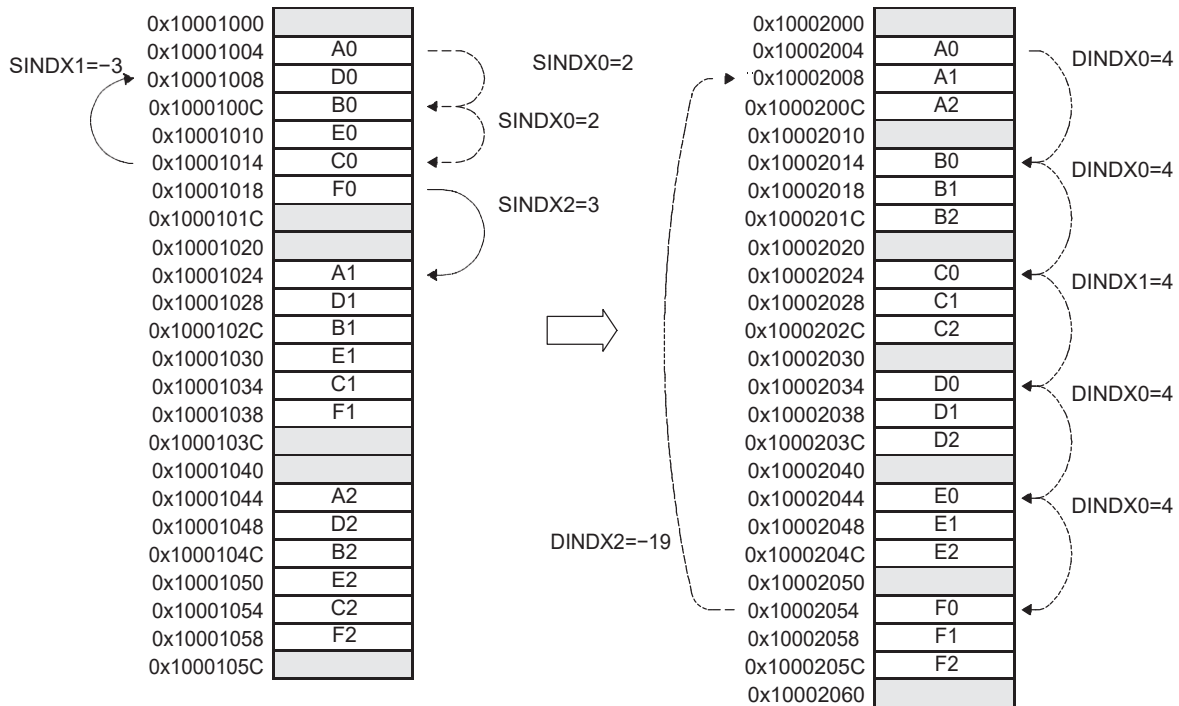 0x10001000
0x10001004 A0
0x10001008 D0
0x1000100C B0
0x10001010 E0
0x10001014 C0
0x10001018 F0
0x1000101C
0x10001020
0x10001024 A1
0x10001028 D1
0x1000102C B1
0x10001030 E1
0x10001034 C1
0x10001038 F1
0x1000103C
0x10001040
0x10001044 A2
0x10001048 D2
0x1000104C B2
0x10001050 E2
0x10001054 C2
0x10001058 F2
0x1000105C
SINDX1=−3
SINDX0=2
SINDX0=2
SINDX2=3
0x10002000
0x10002004 A0
0x10002008 A1
0x1000200C A2
0x10002010
0x10002014 B0
0x10002018 B1
0x1000201C B2
0x10002020
0x10002024 C0
0x10002028 C1
0x1000202C C2
0x10002030
0x10002034 D0
0x10002038 D1
0x1000203C D2
0x10002040
0x10002044 E0
0x10002048 E1
0x1000204C E2
0x10002050
0x10002054 F0
0x10002058 F1
0x1000205C F2
0x10002060
DINDX2=−19
DINDX0=4
DINDX0=4
DINDX1=4
DINDX0=4
DINDX0=4